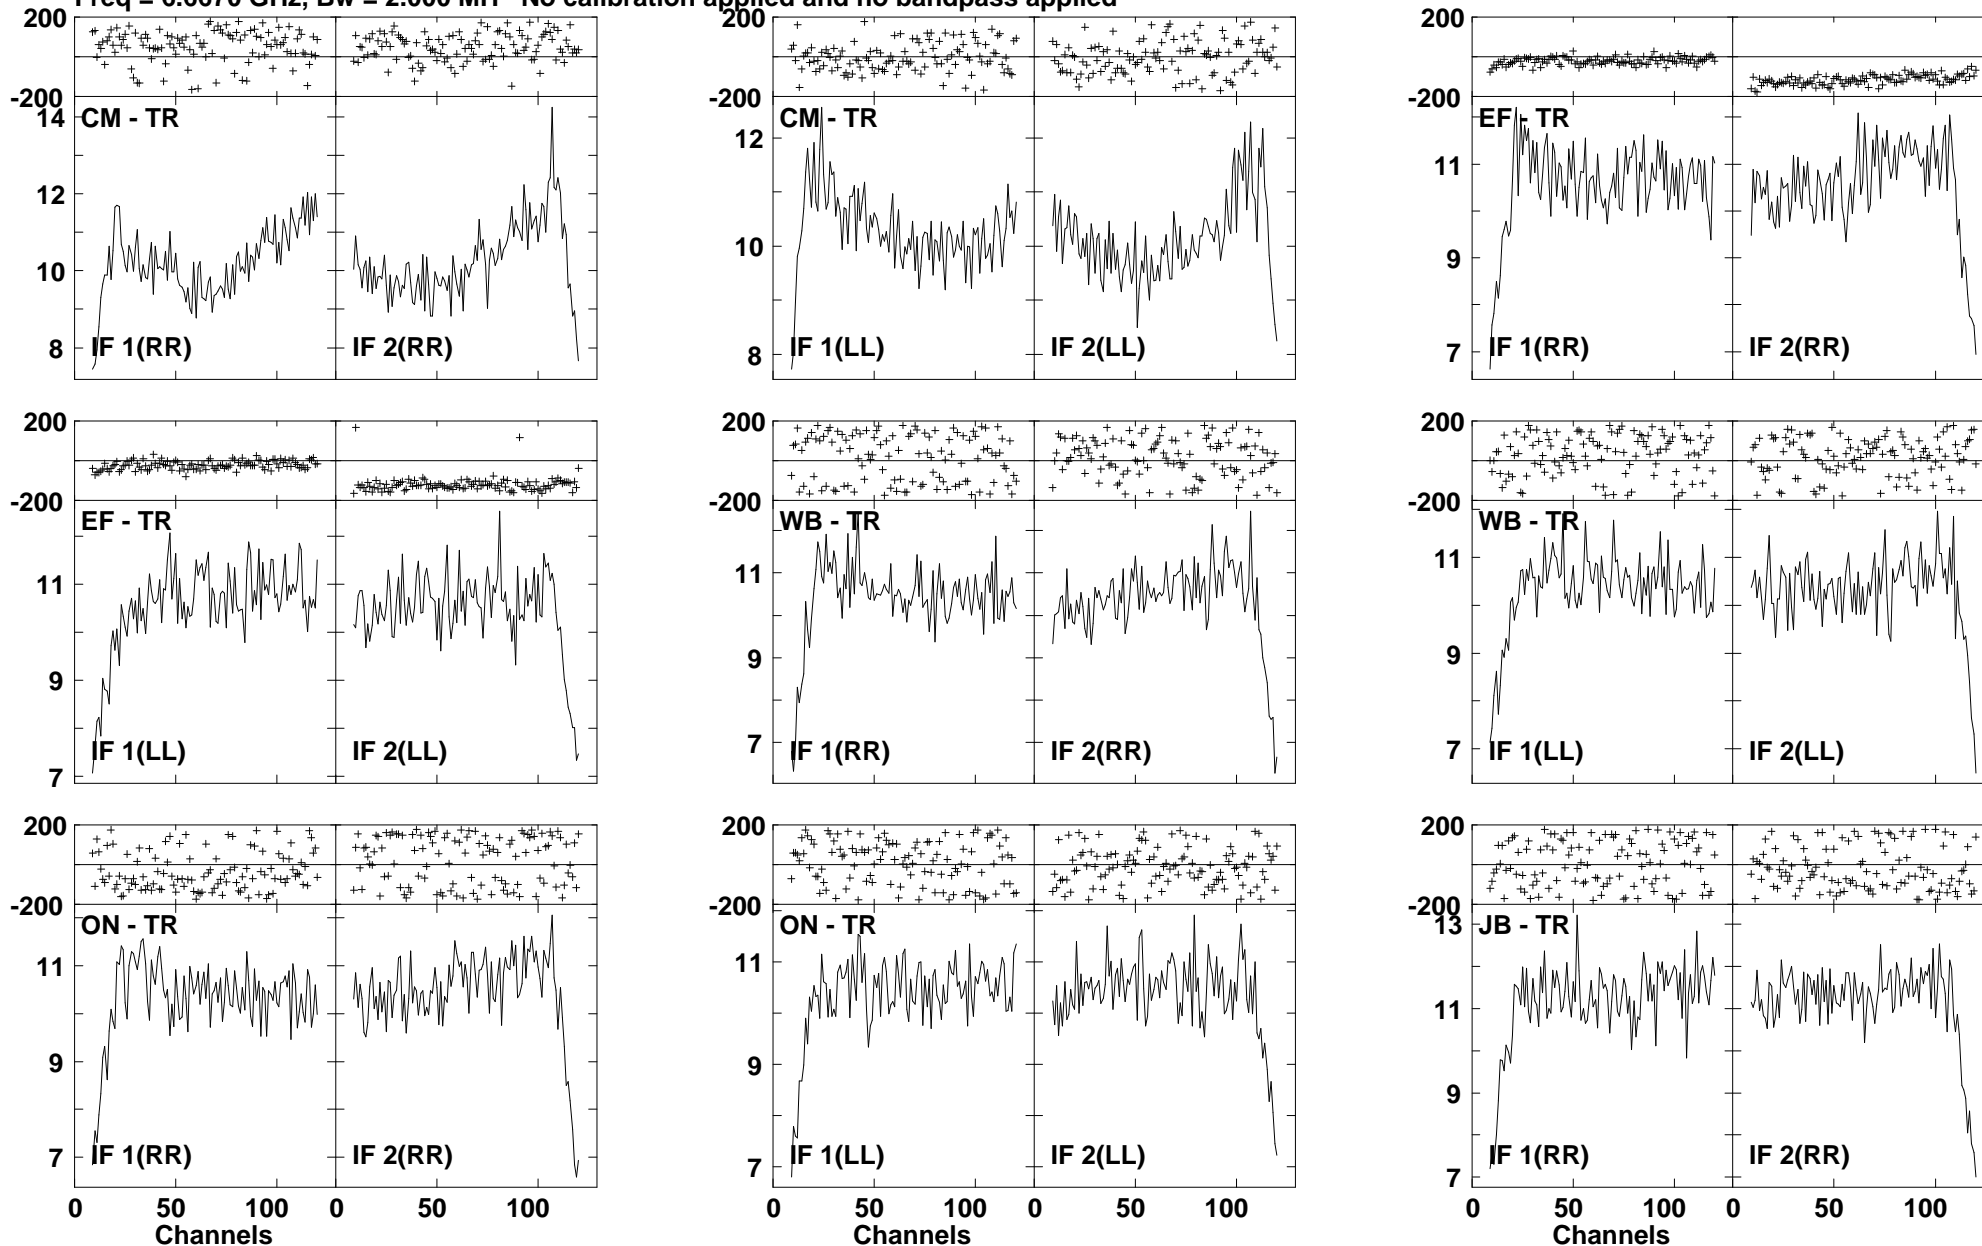 Freq = 6.6670 GHz, Bw = 2.000 MH No calibration applied and no bandpass applied
200
200
200
-200
-200
-200
CM - TR
CM - TR
EF - TR
14
12
10
8
12
10
8
11
9
7
IF 1(RR)
IF 2(RR)
IF 1(LL)
IF 2(LL)
IF 1(RR)
IF 2(RR)
200
200
200
-200
-200
-200
EF - TR
WB - TR
WB - TR
11
9
7
11
9
7
11
9
7
IF 1(LL)
IF 2(LL)
IF 1(RR)
IF 2(RR)
IF 1(LL)
IF 2(LL)
200
200
200
-200
-200
-200
ON - TR
ON - TR
JB - TR
11
9
7
11
9
7
13
11
9
7
IF 1(RR)
IF 2(RR)
IF 1(LL)
IF 2(LL)
IF 1(RR)
IF 2(RR)
0 50 100 0 50 100
0 50 100 0 50 100
0 50 100 0 50 100
Channels
Channels
Channels